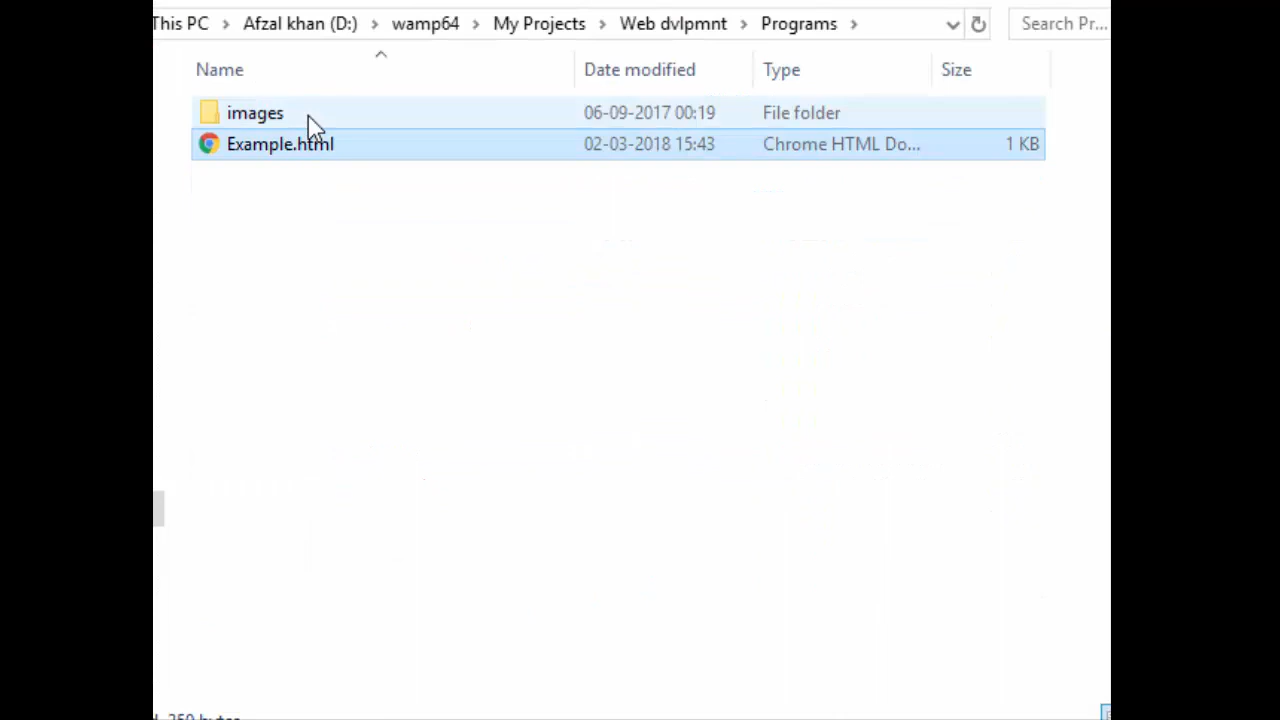 This PC > Afzal khan (D:) > wamp64 > My Projects > Web dvlpmnt > Programs >
Search Pr...
Name Date modified Type Size
images 06-09-2017 00:19 File folder
Example.html 02-03-2018 15:43 Chrome HTML Do... 1 KB